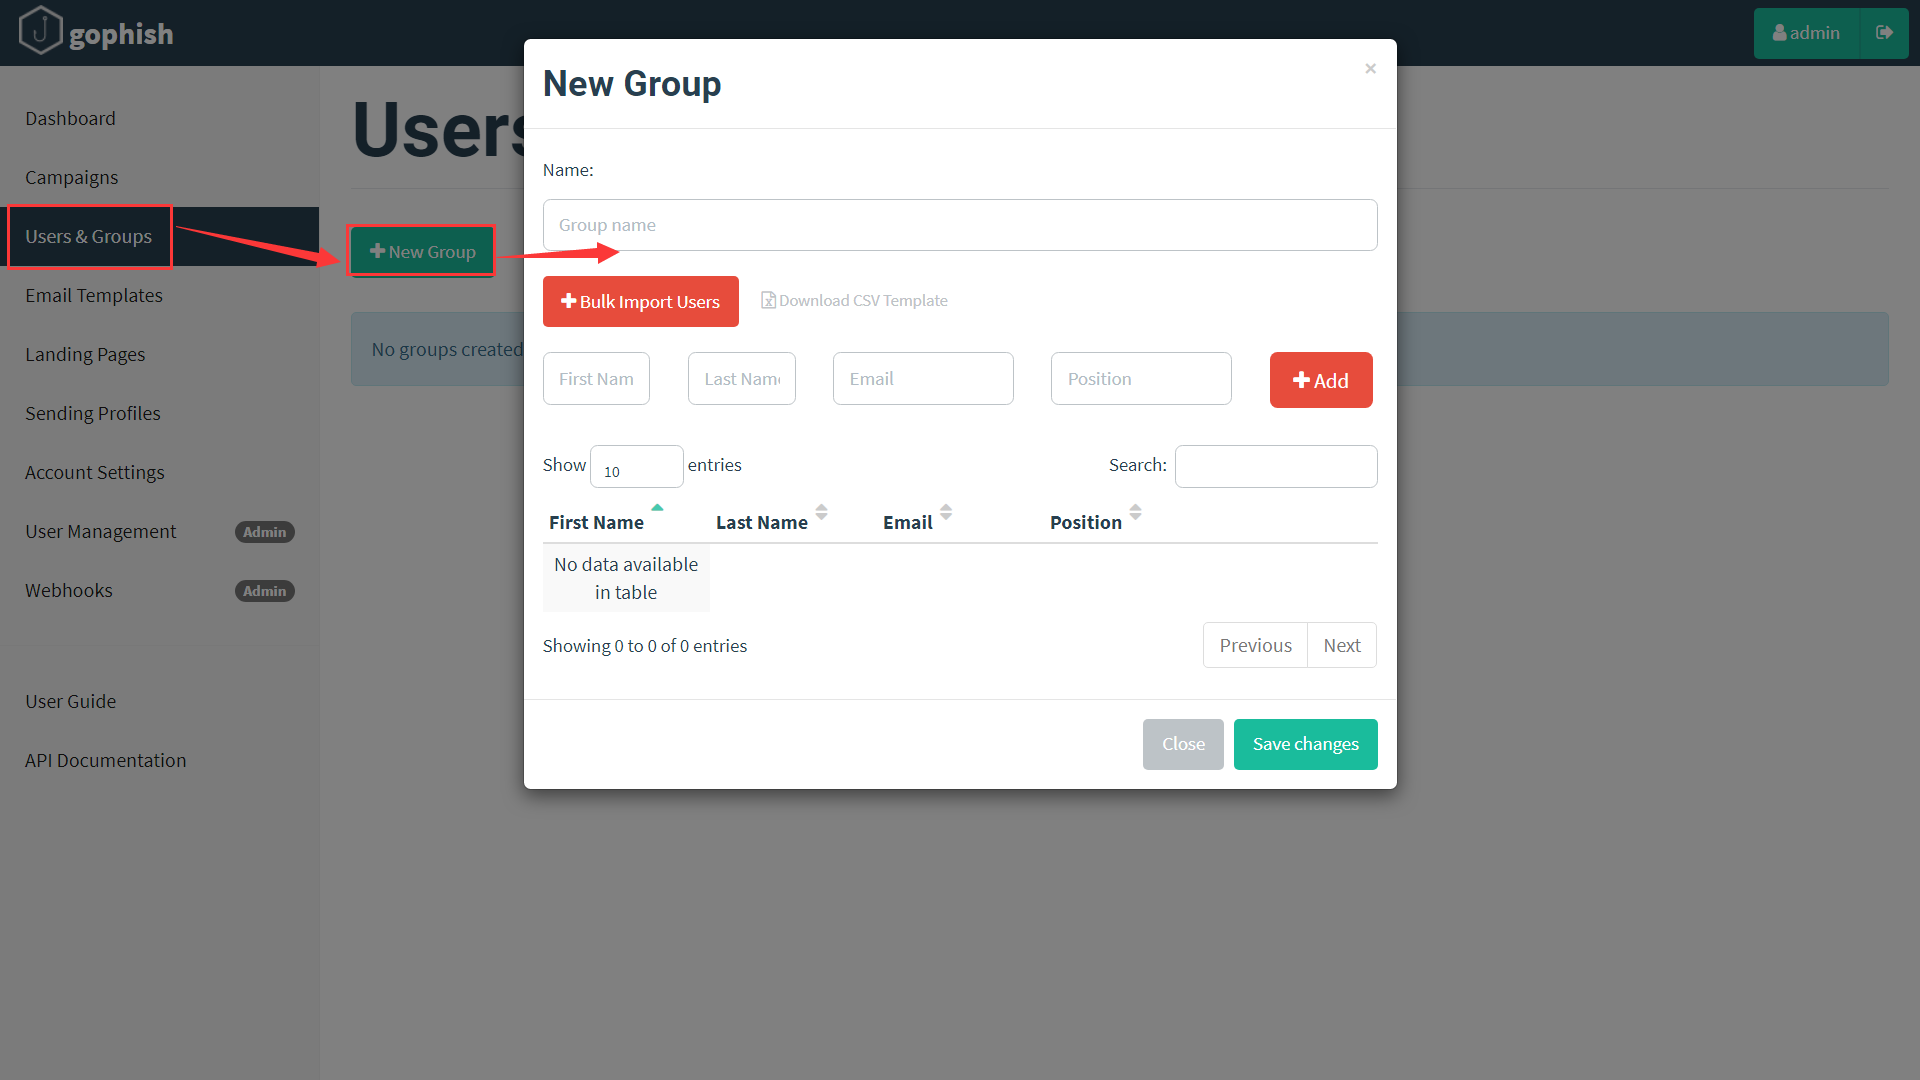 gophish
admin
Dashboard
Campaigns
Users & Groups
Email Templates
Landing Pages
Sending Profiles
Account Settings
User Management Admin
Webhooks Admin
User Guide
API Documentation
Users
New Group
No groups created
New Group
×
Name:
Group name
Bulk Import Users Download CSV Template
First Nam Last Name Email Position Add
Show 10 entries Search:
First Name Last Name Email Position
No data available
in table
Showing 0 to 0 of 0 entries
Previous Next
Close Save changes